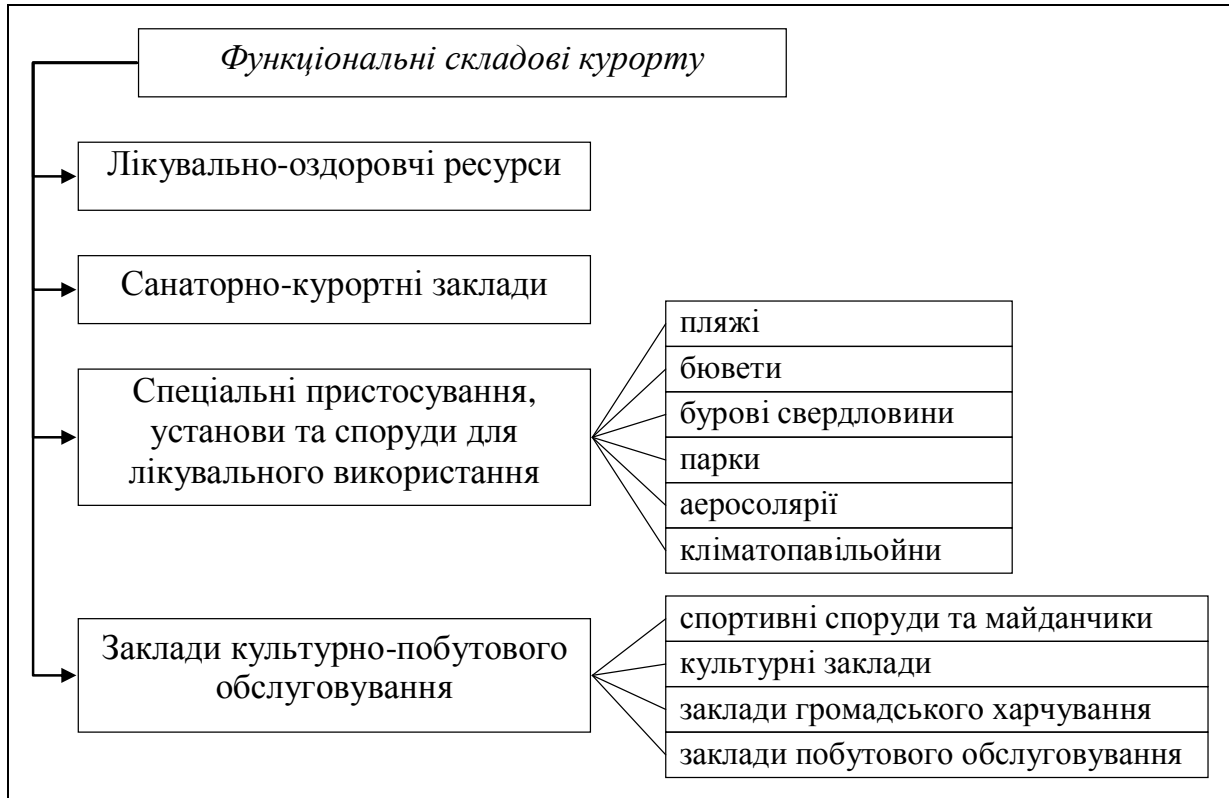 Функціональні складові курорту
Лікувально-оздоровчі ресурси
Санаторно-курортні заклади
Спеціальні пристосування,
установи та споруди для
лікувального використання
пляжі
бювети
бурові свердловини
парки
аеросолярії
кліматопавільойни
Заклади культурно-побутового
обслуговування
спортивні споруди та майданчики
культурні заклади
заклади громадського харчування
заклади побутового обслуговування